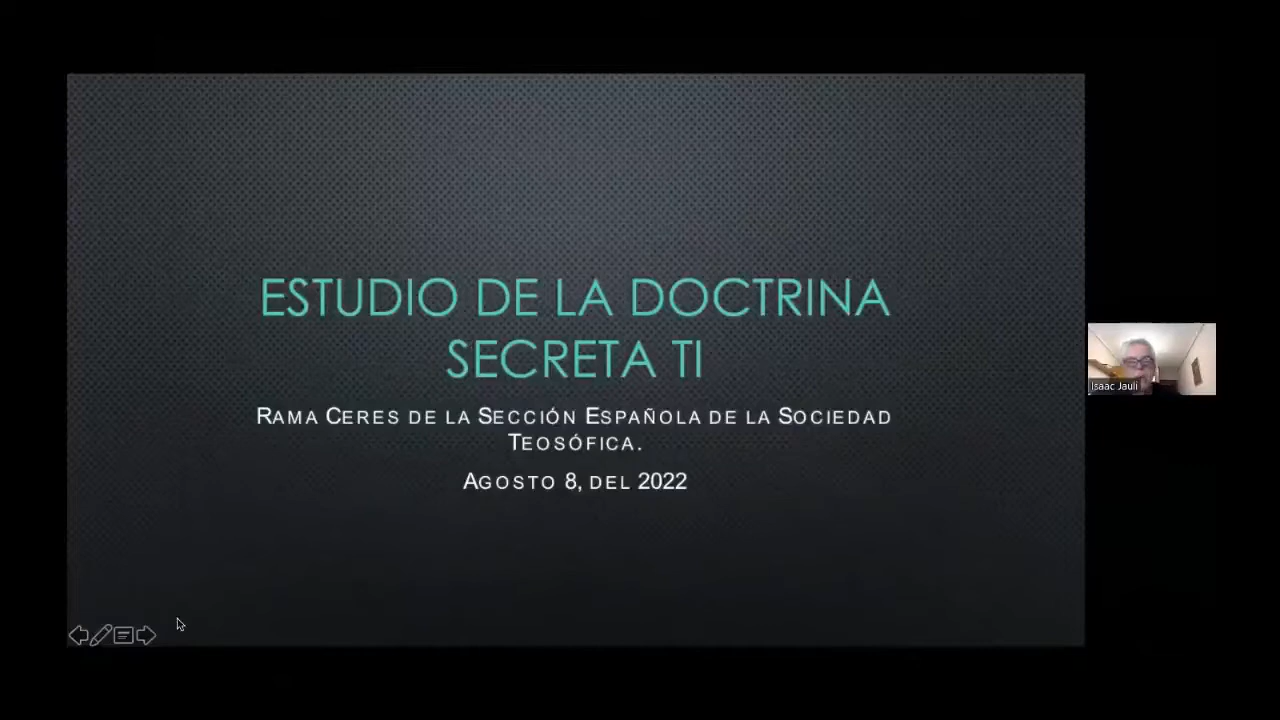 ESTUDIO DE LA DOCTRINA
SECRETA TI
RAMA CERES DE LA SECCIÓN ESPAÑOLA DE LA SOCIEDAD
TEOSÓFICA.
AGOSTO 8, DEL 2022
Isaac Jauli